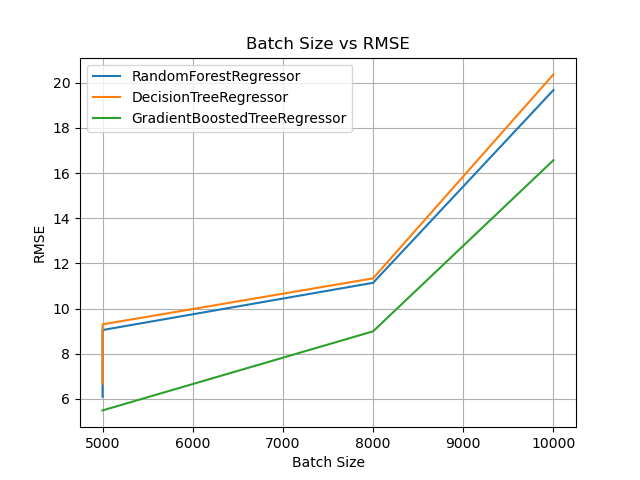 Batch Size vs RMSE
RandomForestRegressor
DecisionTreeRegressor
GradientBoostedTreeRegressor
RMSE
20
18
16
14
12
10
8
6
5000 6000 7000 8000 9000 10000
Batch Size